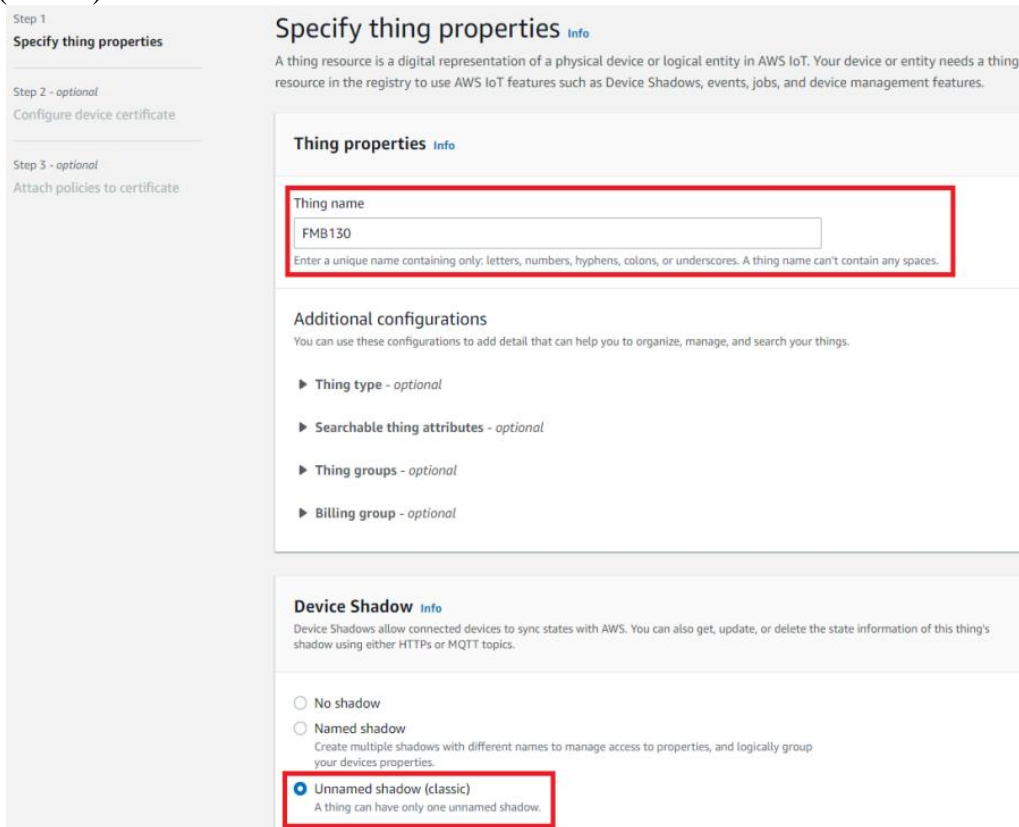 Step 1
Specify thing properties
Step 2 - optional
Configure device certificate
Step 3 - optional
Attach policies to certificate
Specify thing properties Info
A thing resource is a digital representation of a physical device or logical entity in AWS IoT. Your device or entity needs a thing
resource in the registry to use AWS IoT features such as Device Shadows, events, jobs, and device management features.
Thing properties Info
Thing name
FMB130
Enter a unique name containing only: letters, numbers, hyphens, colons, or underscores. A thing name can't contain any spaces.
Additional configurations
You can use these configurations to add detail that can help you to organize, manage, and search your things.
Thing type - optional
Searchable thing attributes - optional
Thing groups - optional
Billing group - optional
Device Shadow Info
Device Shadows allow connected devices to sync states with AWS. You can also get, update, or delete the state information of this thing's
shadow using either HTTPs or MQTT topics.
No shadow
Named shadow
Create multiple shadows with different names to manage access to properties, and logically group
your devices properties.
Unnamed shadow (classic)
A thing can have only one unnamed shadow.